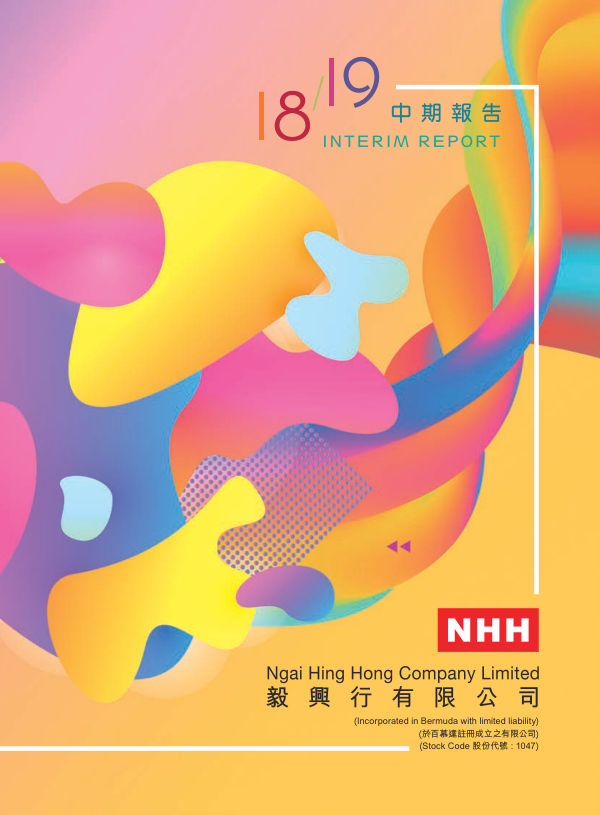 18/19
中期報告
INTERIM REPORT
NHH
Ngai Hing Hong Company Limited
毅興行有限公司
(Incorporated in Bermuda with limited liability)
(於百慕達註冊成立之有限公司)
(Stock Code 股份代號 : 1047)